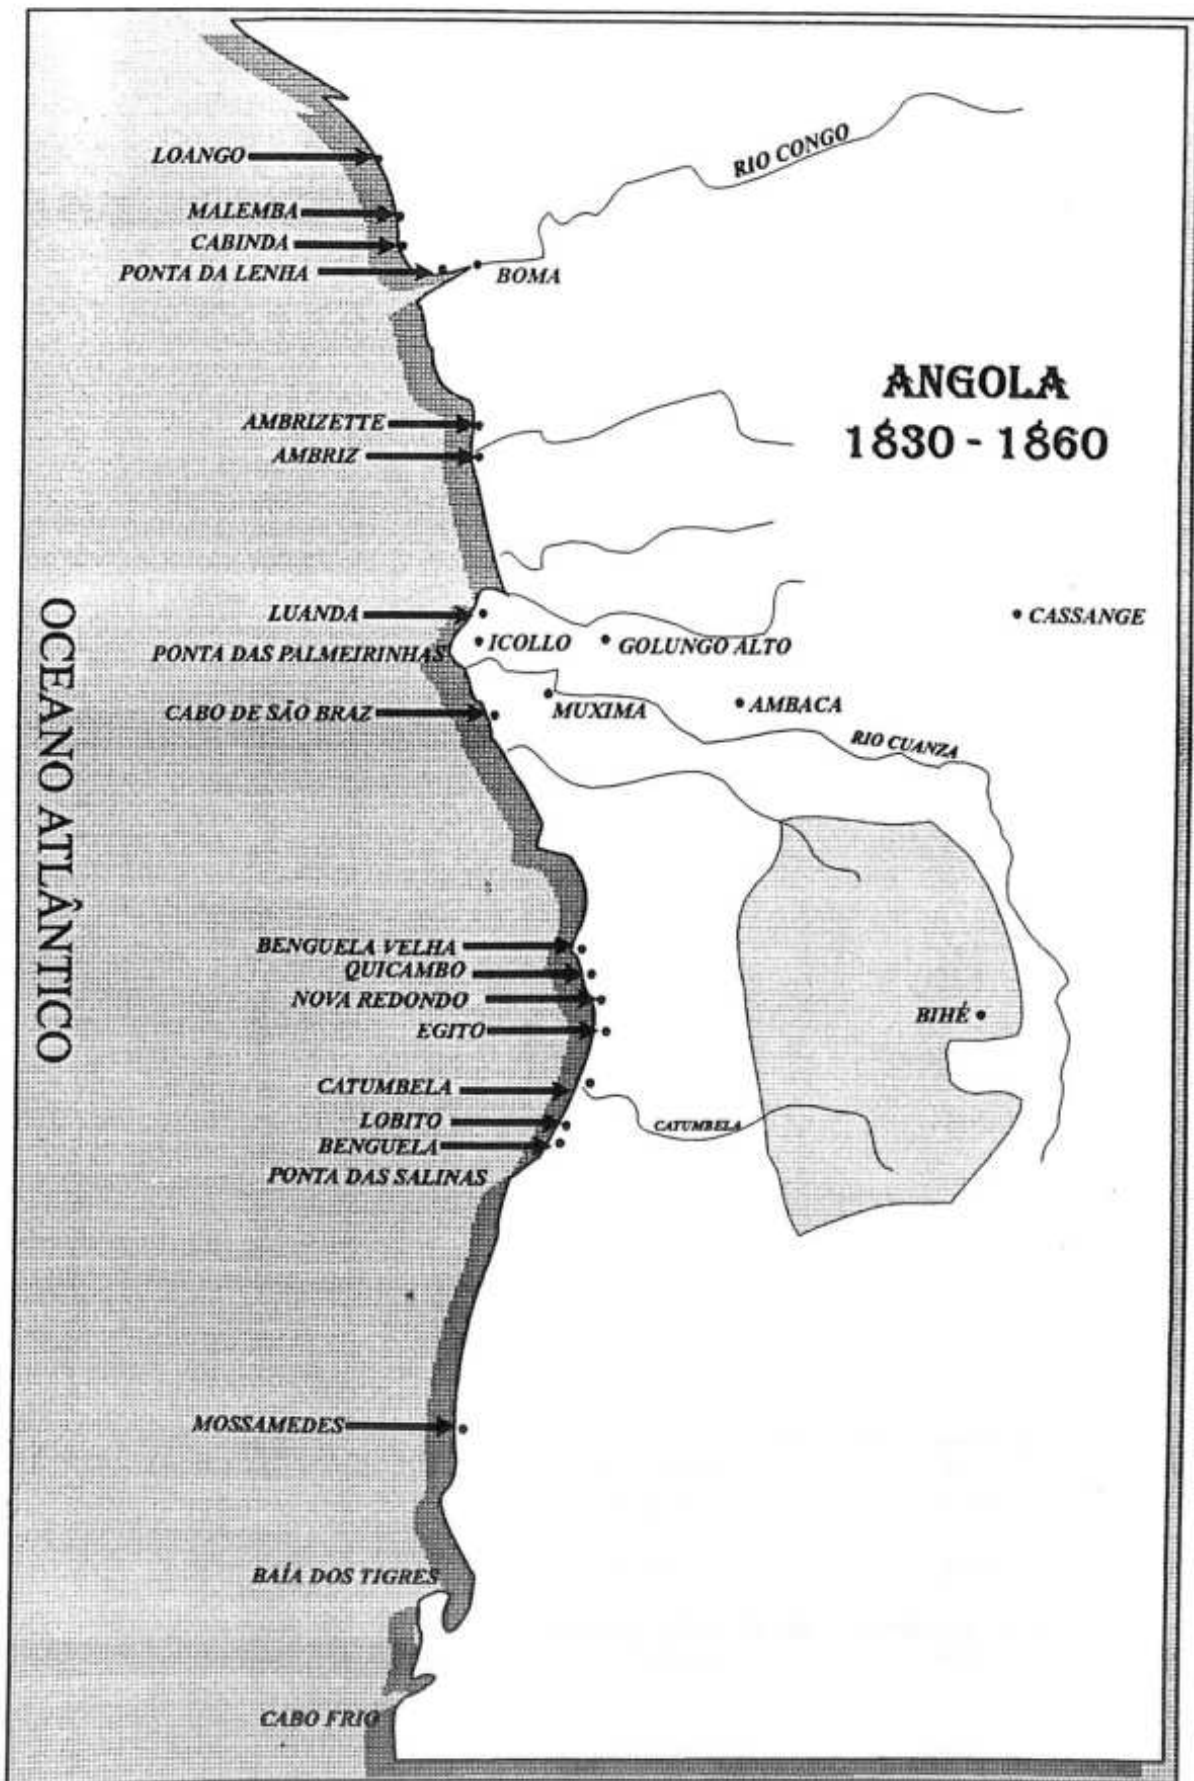 RIO CONGO
LOANGO
MALEMBA
CABINDA
PONTA DA LENHA
BOMA
ANGOLA
1830 - 1860
AMBRIZETTE
AMBRIZ
OCEANO ATLÂNTICO
LUANDA
CASSANGE
ICOLLO
GOLUNGO ALTO
PONTA DAS PALMEIRINHAS
CABO DE SÃO BRAZ
MUXIMA
AMBACA
RIO CUANZA
BENGUELA VELHA
QUICAMBO
NOVA REDONDO
EGITO
BIHÉ
CATUMBELA
LOBITO
CATUMBELA
BENGUELA
PONTA DAS SALINAS
MOSSAMEDES
BAÍA DOS TIGRES
CABO FRIO